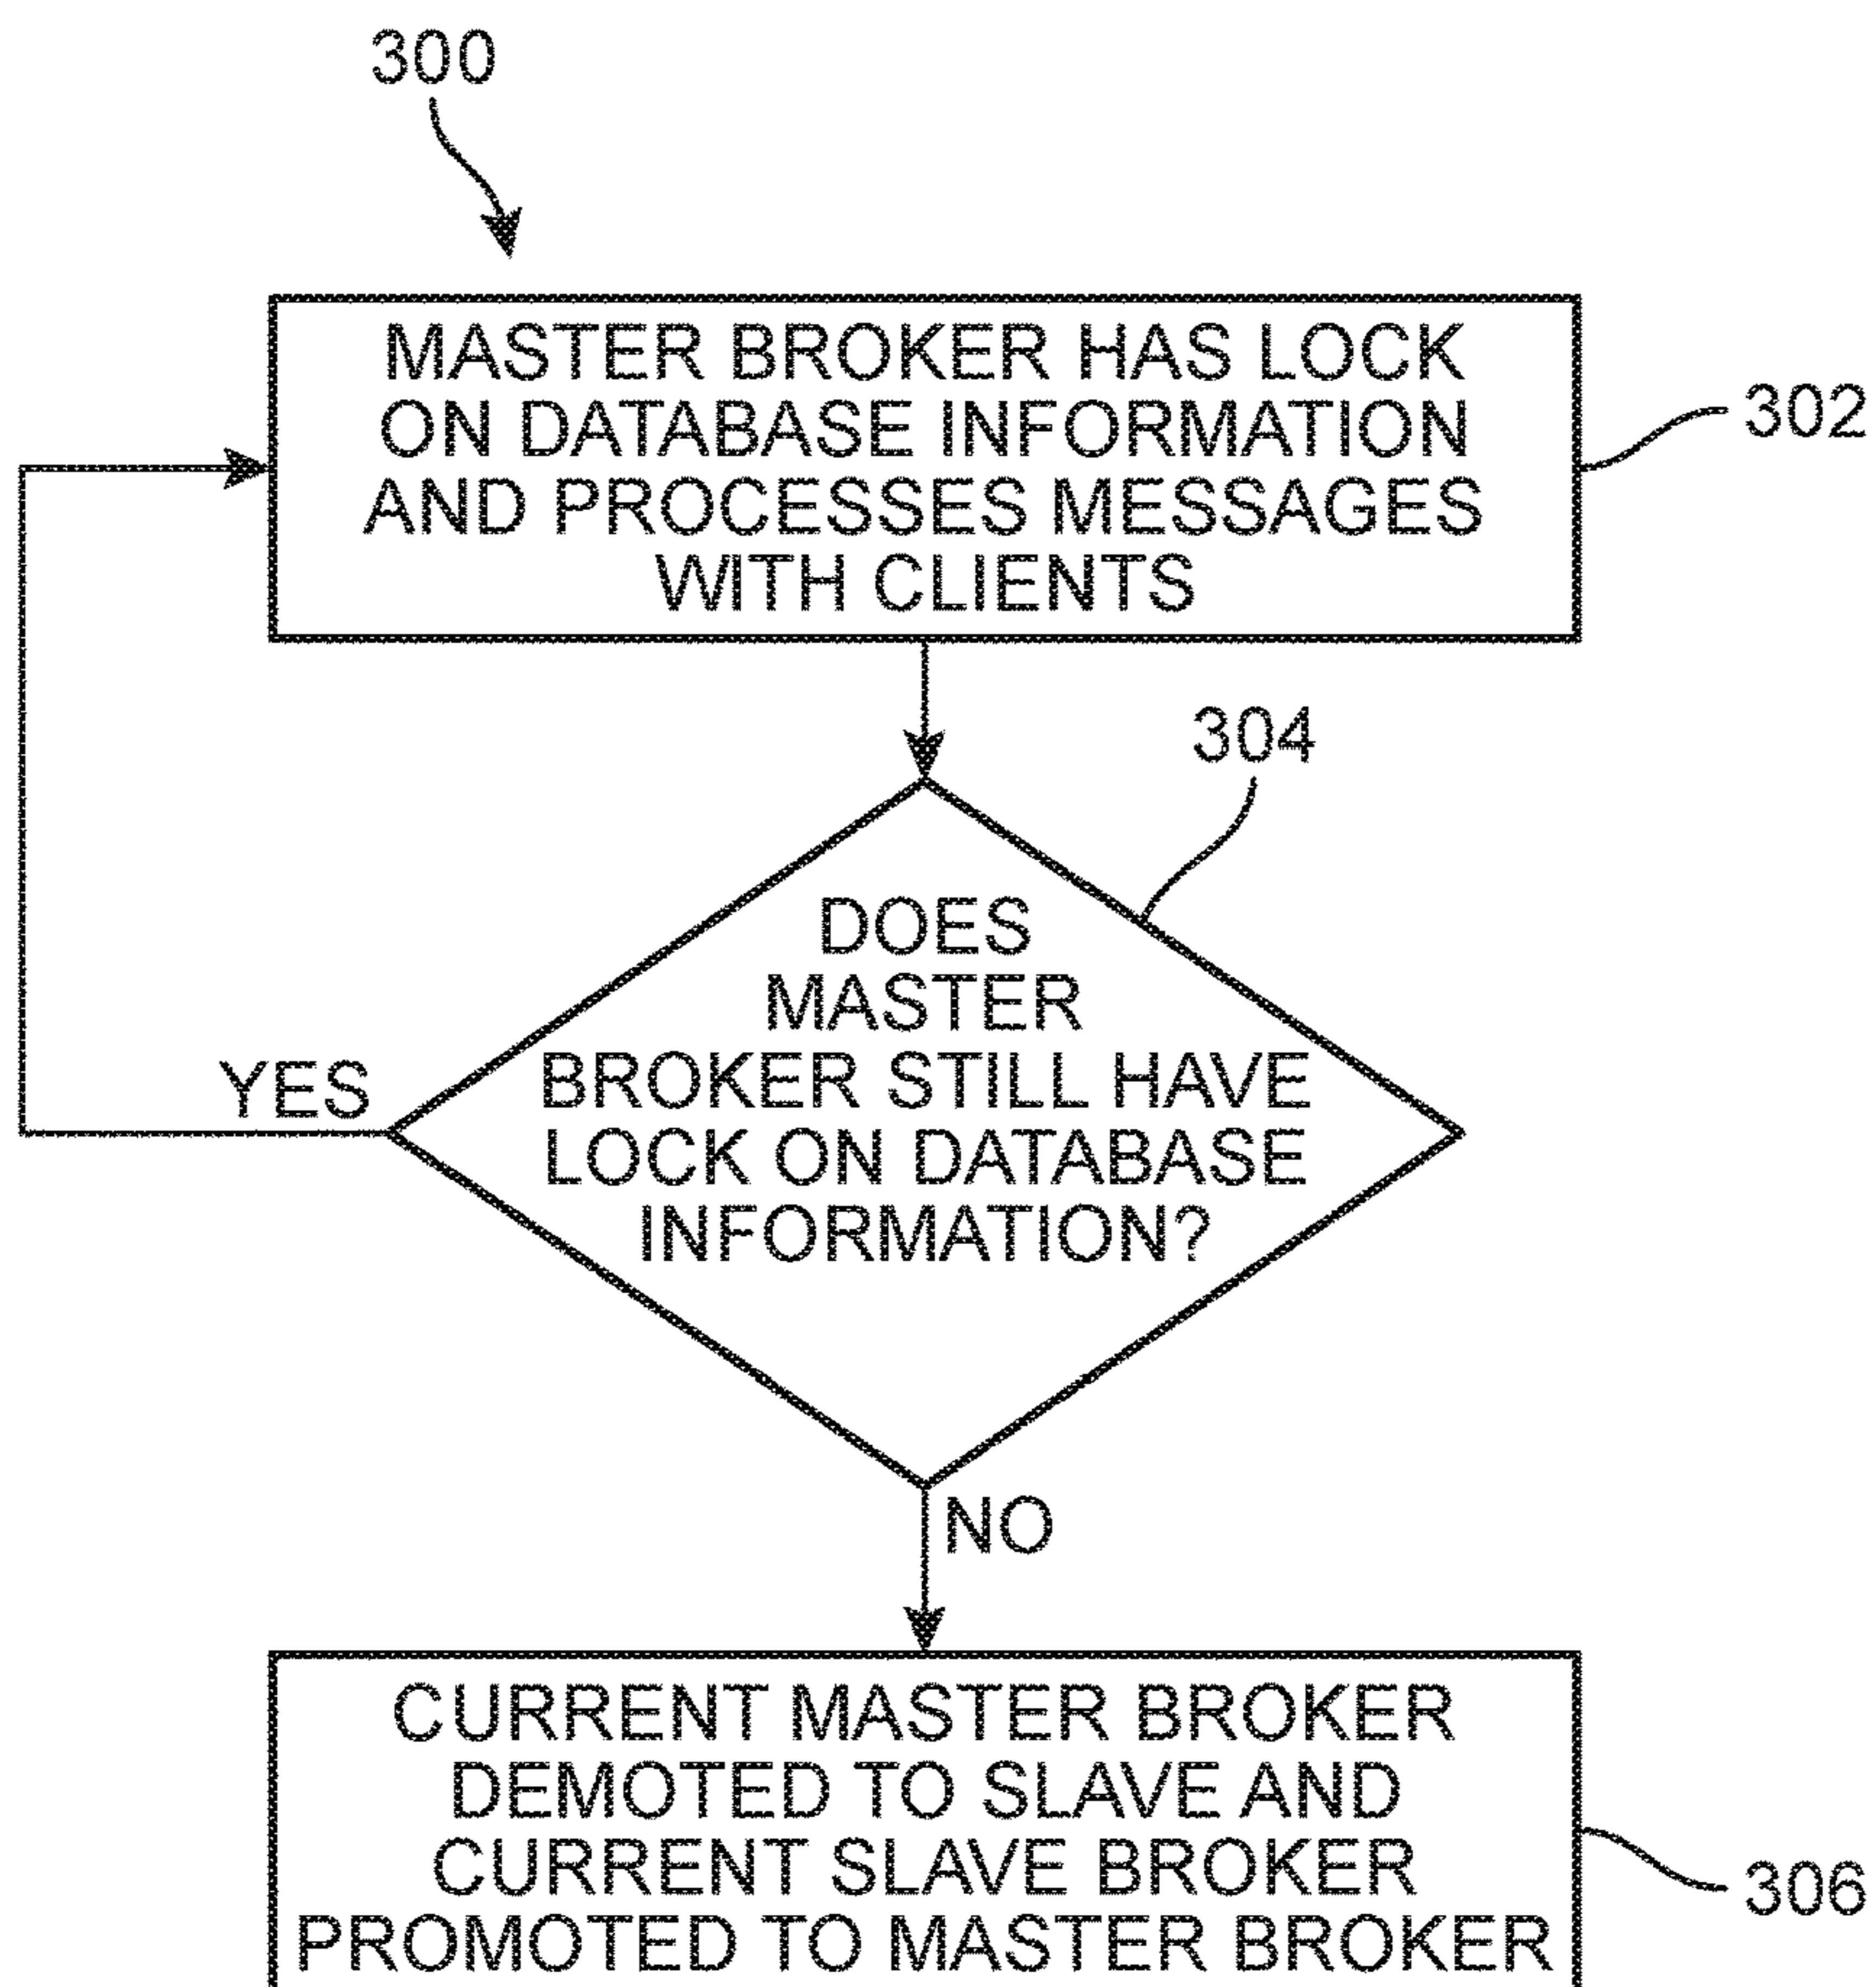 300
MASTER BROKER HAS LOCK
ON DATABASE INFORMATION
AND PROCESSES MESSAGES
WITH CLIENTS
302
304
DOES
MASTER
BROKER STILL HAVE
LOCK ON DATABASE
INFORMATION?
YES
NO
CURRENT MASTER BROKER
DEMOTED TO SLAVE AND
CURRENT SLAVE BROKER
PROMOTED TO MASTER BROKER
306